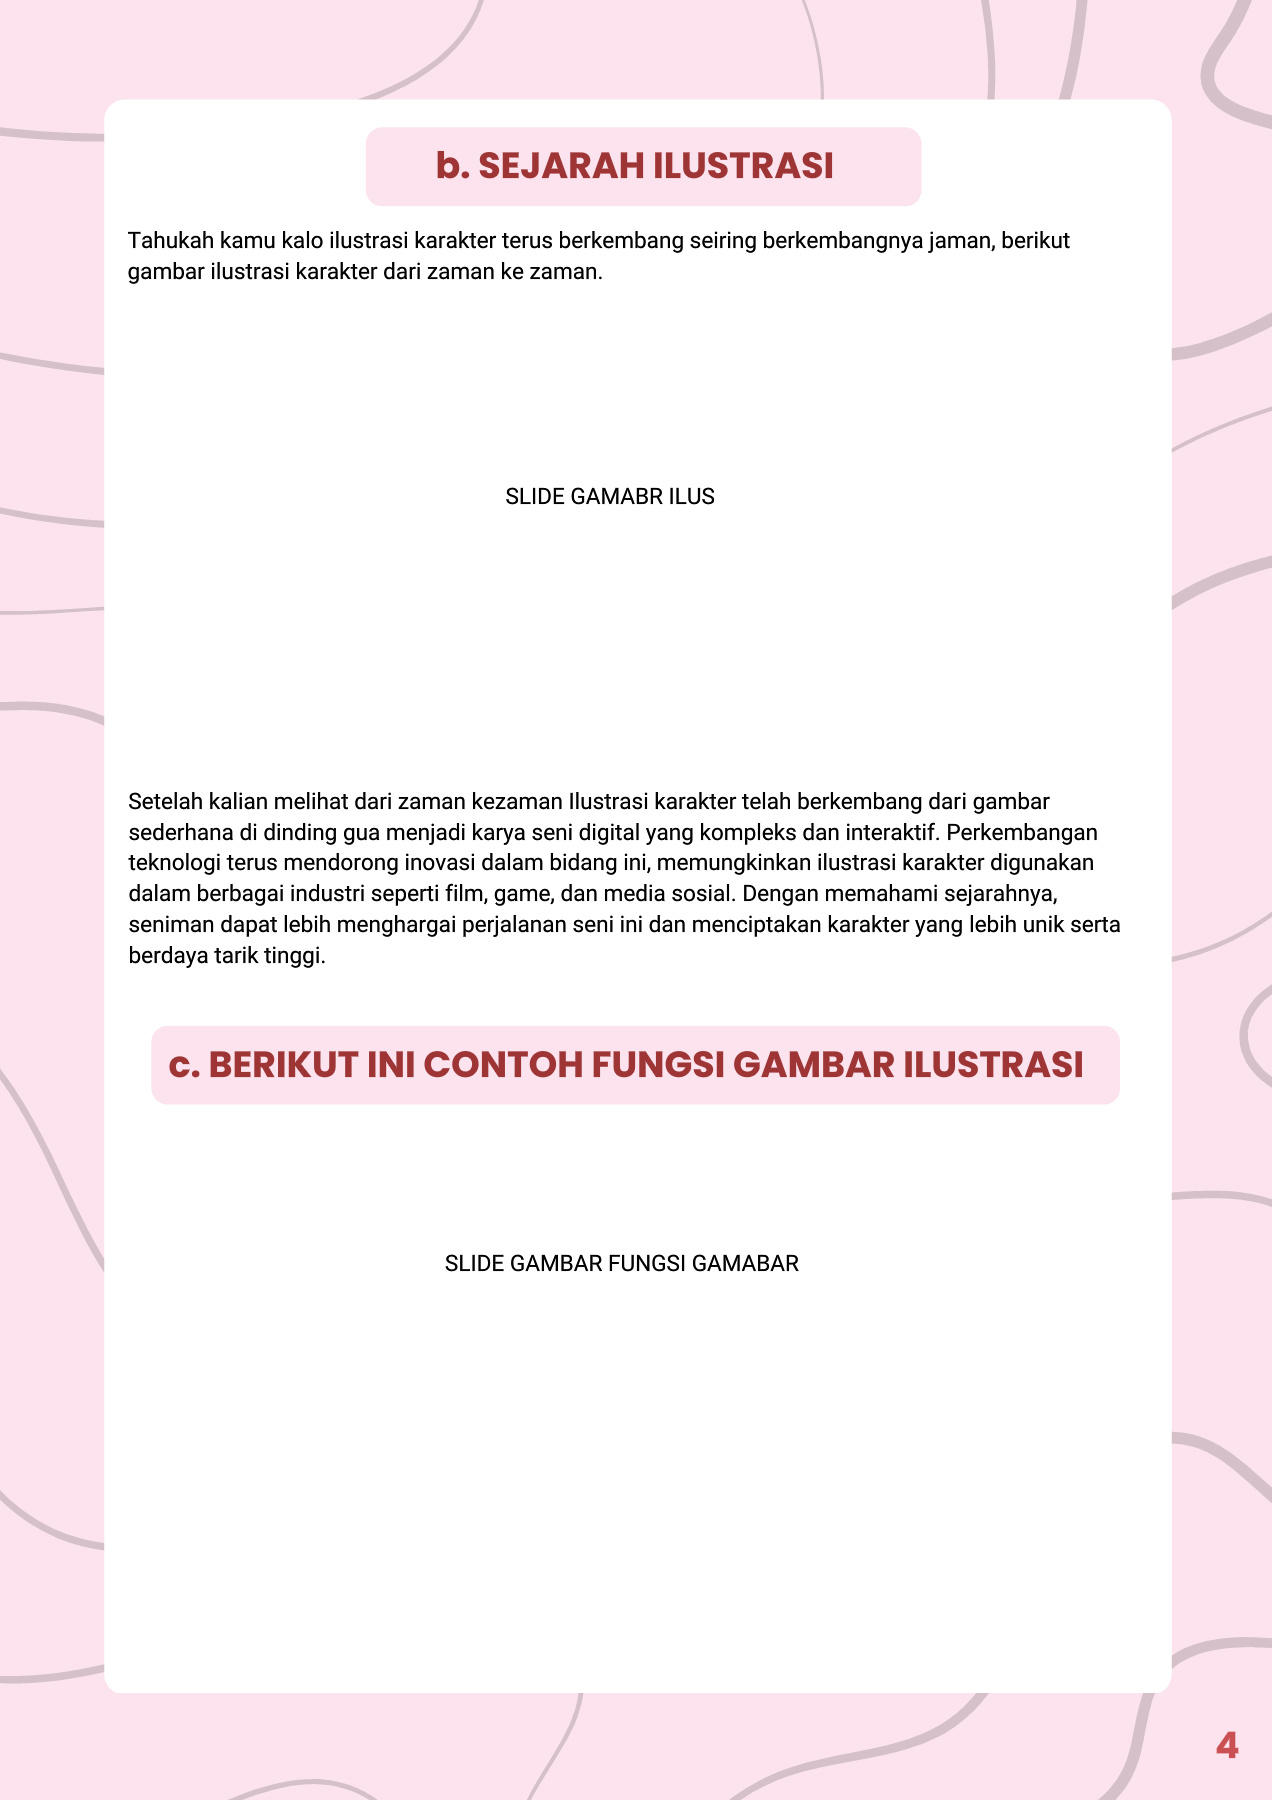 b. SEJARAH ILUSTRASI
Tahukah kamu kalo ilustrasi karakter terus berkembang seiring berkembangnya jaman, berikut
gambar ilustrasi karakter dari zaman ke zaman.
SLIDE GAMABR ILUS
Setelah kalian melihat dari zaman kezaman Ilustrasi karakter telah berkembang dari gambar
sederhana di dinding gua menjadi karya seni digital yang kompleks dan interaktif. Perkembangan
teknologi terus mendorong inovasi dalam bidang ini, memungkinkan ilustrasi karakter digunakan
dalam berbagai industri seperti film, game, dan media sosial. Dengan memahami sejarahnya,
seniman dapat lebih menghargai perjalanan seni ini dan menciptakan karakter yang lebih unik serta
berdaya tarik tinggi.
c. BERIKUT INI CONTOH FUNGSI GAMBAR ILUSTRASI
SLIDE GAMBAR FUNGSI GAMABAR
4